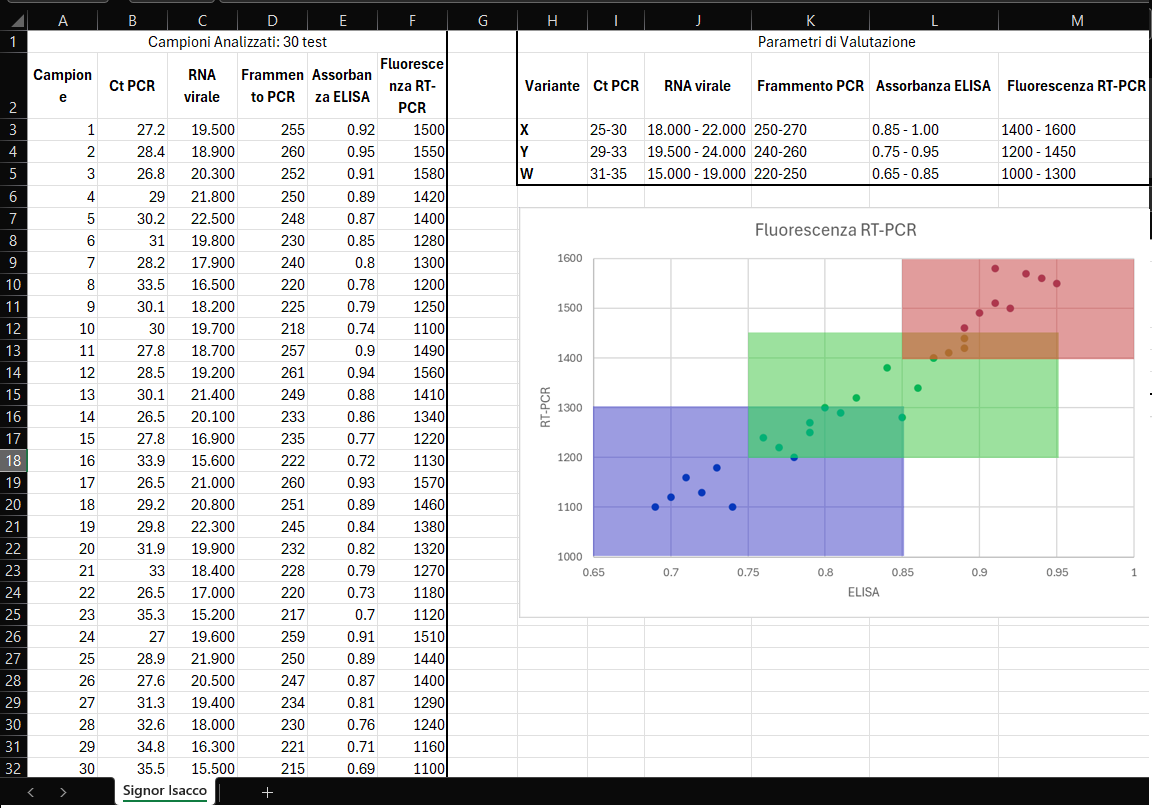 A B C D E F G H I J K L M
1 Campioni Analizzati: 30 test Parametri di Valutazione
2 Campione Ct PCR RNA virale Frammento PCR Assorbanza ELISA Fluorescenza RT-PCR Variante Ct PCR RNA virale Frammento PCR Assorbanza ELISA Fluorescenza RT-PCR
3 1 27.2 19.500 255 0.92 1500 X 25-30 18.000 - 22.000 250-270 0.85 - 1.00 1400 - 1600
4 2 28.4 18.900 260 0.95 1550 Y 29-33 19.500 - 24.000 240-260 0.75 - 0.95 1200 - 1450
5 3 26.8 20.300 252 0.91 1580 W 31-35 15.000 - 19.000 220-250 0.65 - 0.85 1000 - 1300
6 4 29 21.800 250 0.89 1420
7 5 30.2 22.500 248 0.87 1400
8 6 31 19.800 230 0.85 1280
9 7 28.2 17.900 240 0.8 1300
10 8 33.5 16.500 220 0.78 1200
11 9 30.1 18.200 225 0.79 1250
12 10 30 19.700 218 0.74 1100
13 11 27.8 18.700 257 0.9 1490
14 12 28.5 19.200 261 0.94 1560
15 13 30.1 21.400 249 0.88 1410
16 14 26.5 20.100 233 0.86 1340
17 15 27.8 16.900 235 0.77 1220
18 16 33.9 15.600 222 0.72 1130
19 17 26.5 21.000 260 0.93 1570
20 18 29.2 20.800 251 0.89 1460
21 19 29.8 22.300 245 0.84 1380
22 20 31.9 19.900 232 0.82 1320
23 21 33 18.400 228 0.79 1270
24 22 26.5 17.000 220 0.73 1180
25 23 35.3 15.200 217 0.7 1120
26 24 27 19.600 259 0.91 1510
27 25 28.9 21.900 250 0.89 1440
28 26 27.6 20.500 247 0.87 1400
29 27 31.3 19.400 234 0.81 1290
30 28 32.6 18.000 230 0.76 1240
31 29 34.8 16.300 221 0.71 1160
32 30 35.5 15.500 215 0.69 1100
Fluorescenza RT-PCR
1600
1500
1400
1300
1200
1100
1000
RT-PCR
0.65 0.7 0.75 0.8 0.85 0.9 0.95 1
ELISA
Signor Isacco